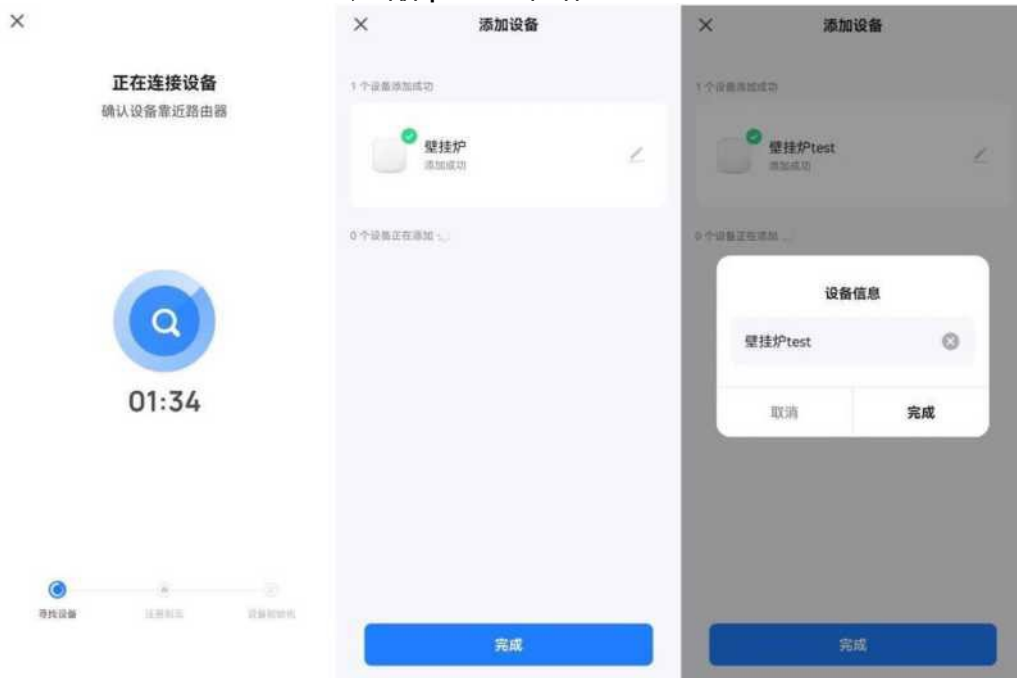 正在连接设备
确认设备靠近路由器
01:34
寻找设备
添加设备
1 个设备添加成功
壁挂炉
添加成功
0 个设备正在添加
完成
添加设备
1 个设备添加成功
壁挂炉test
添加成功
0 个设备正在添加
设备信息
壁挂炉test
取消
完成
完成